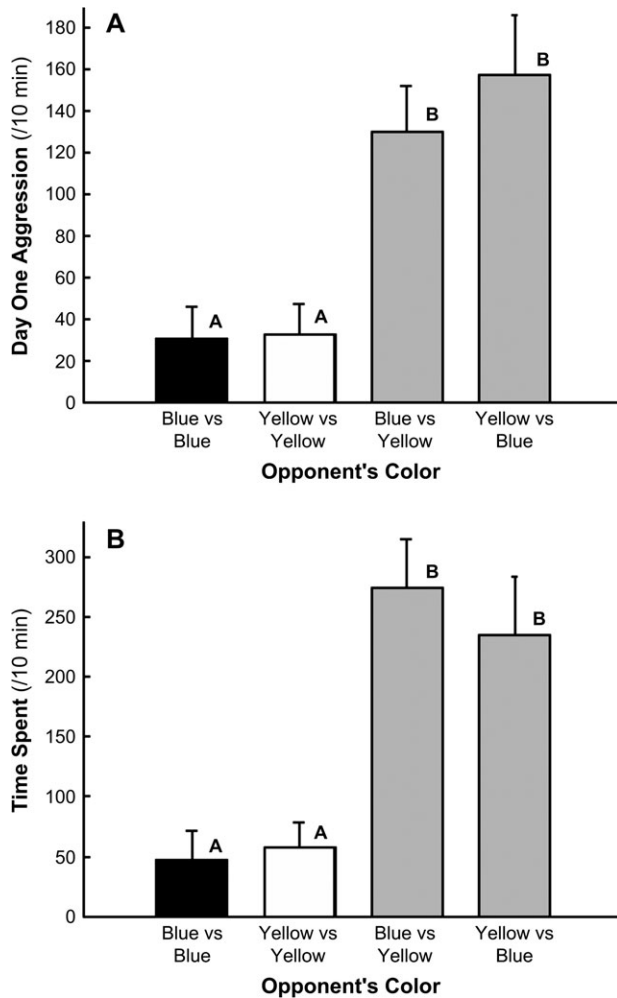 A
Day One Aggression (/10 min)
180
160
140
120
100
80
60
40
20
0
A
A
B
B
Blue vs
Blue
Yellow vs
Yellow
Blue vs
Yellow
Yellow vs
Blue
Opponent's Color
B
Time Spent (/10 min)
300
250
200
150
100
50
0
A
A
B
B
Blue vs
Blue
Yellow vs
Yellow
Blue vs
Yellow
Yellow vs
Blue
Opponent's Color